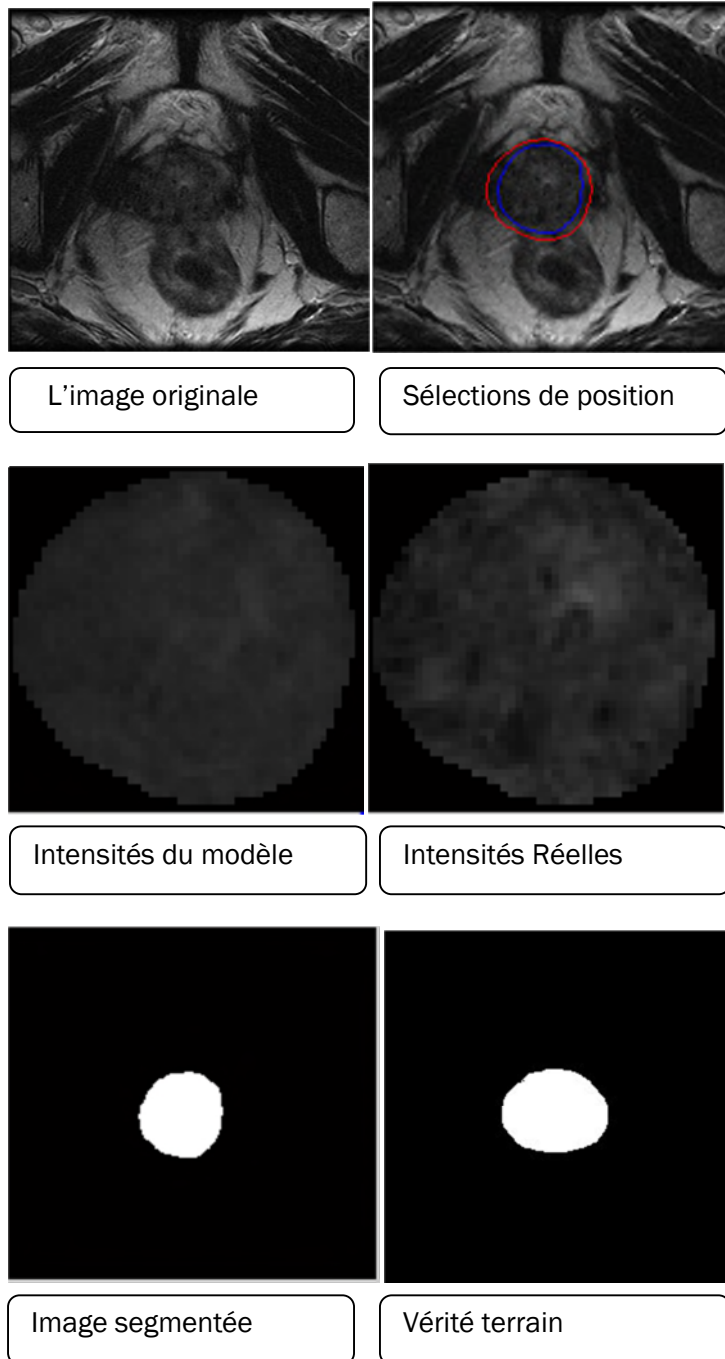 L’image originale
Sélections de position
Intensités du modèle
Intensités Réelles
Image segmentée
Vérité terrain